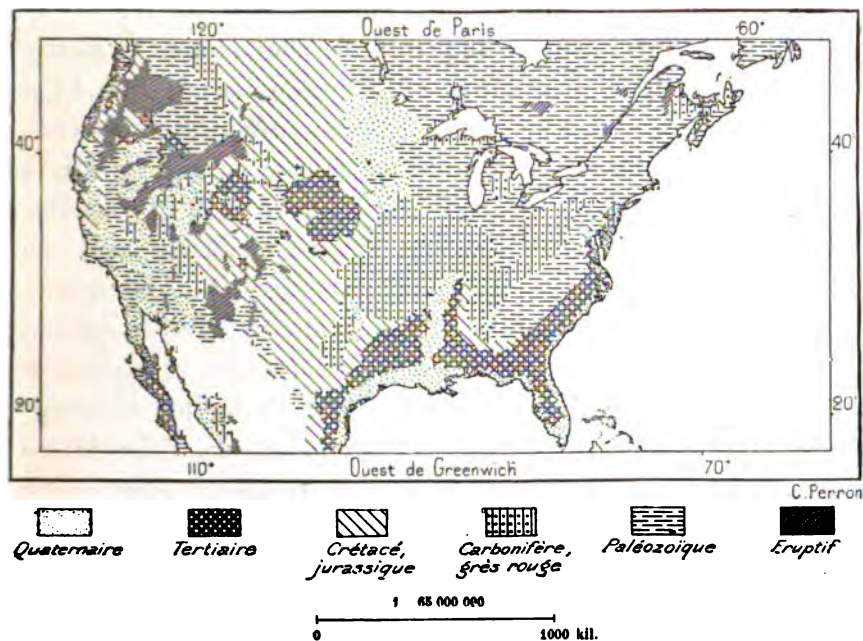 120° Ouest de Paris 60°
40° 40°
20° 20°
110° Ouest de Greenwich 70°
C. Perron
Quaternaire Tertiaire Crétacé, jurassique Carbonifère, grès rouge Paléozoïque Eruptif
1 65 000 000
0 1000 kil.